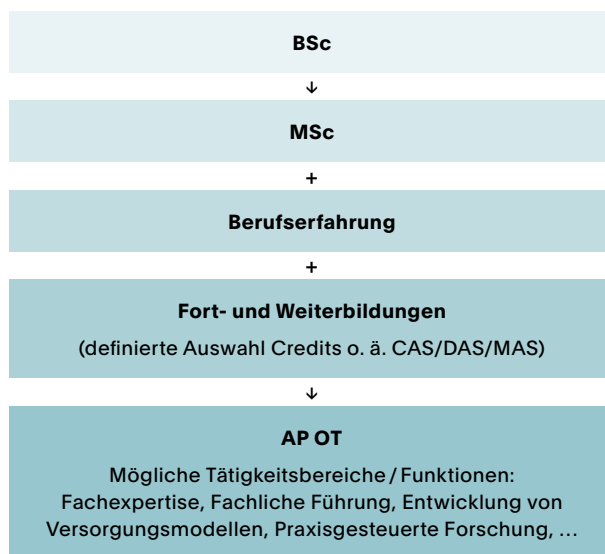 BSc
↓
MSc
+
Berufserfahrung
+
Fort- und Weiterbildungen
(definierte Auswahl Credits o. ä. CAS/DAS/MAS)
↓
AP OT
Mögliche Tätigkeitsbereiche / Funktionen:
Fachexpertise, Fachliche Führung, Entwicklung von
Versorgungsmodellen, Praxisgesteuerte Forschung, ...